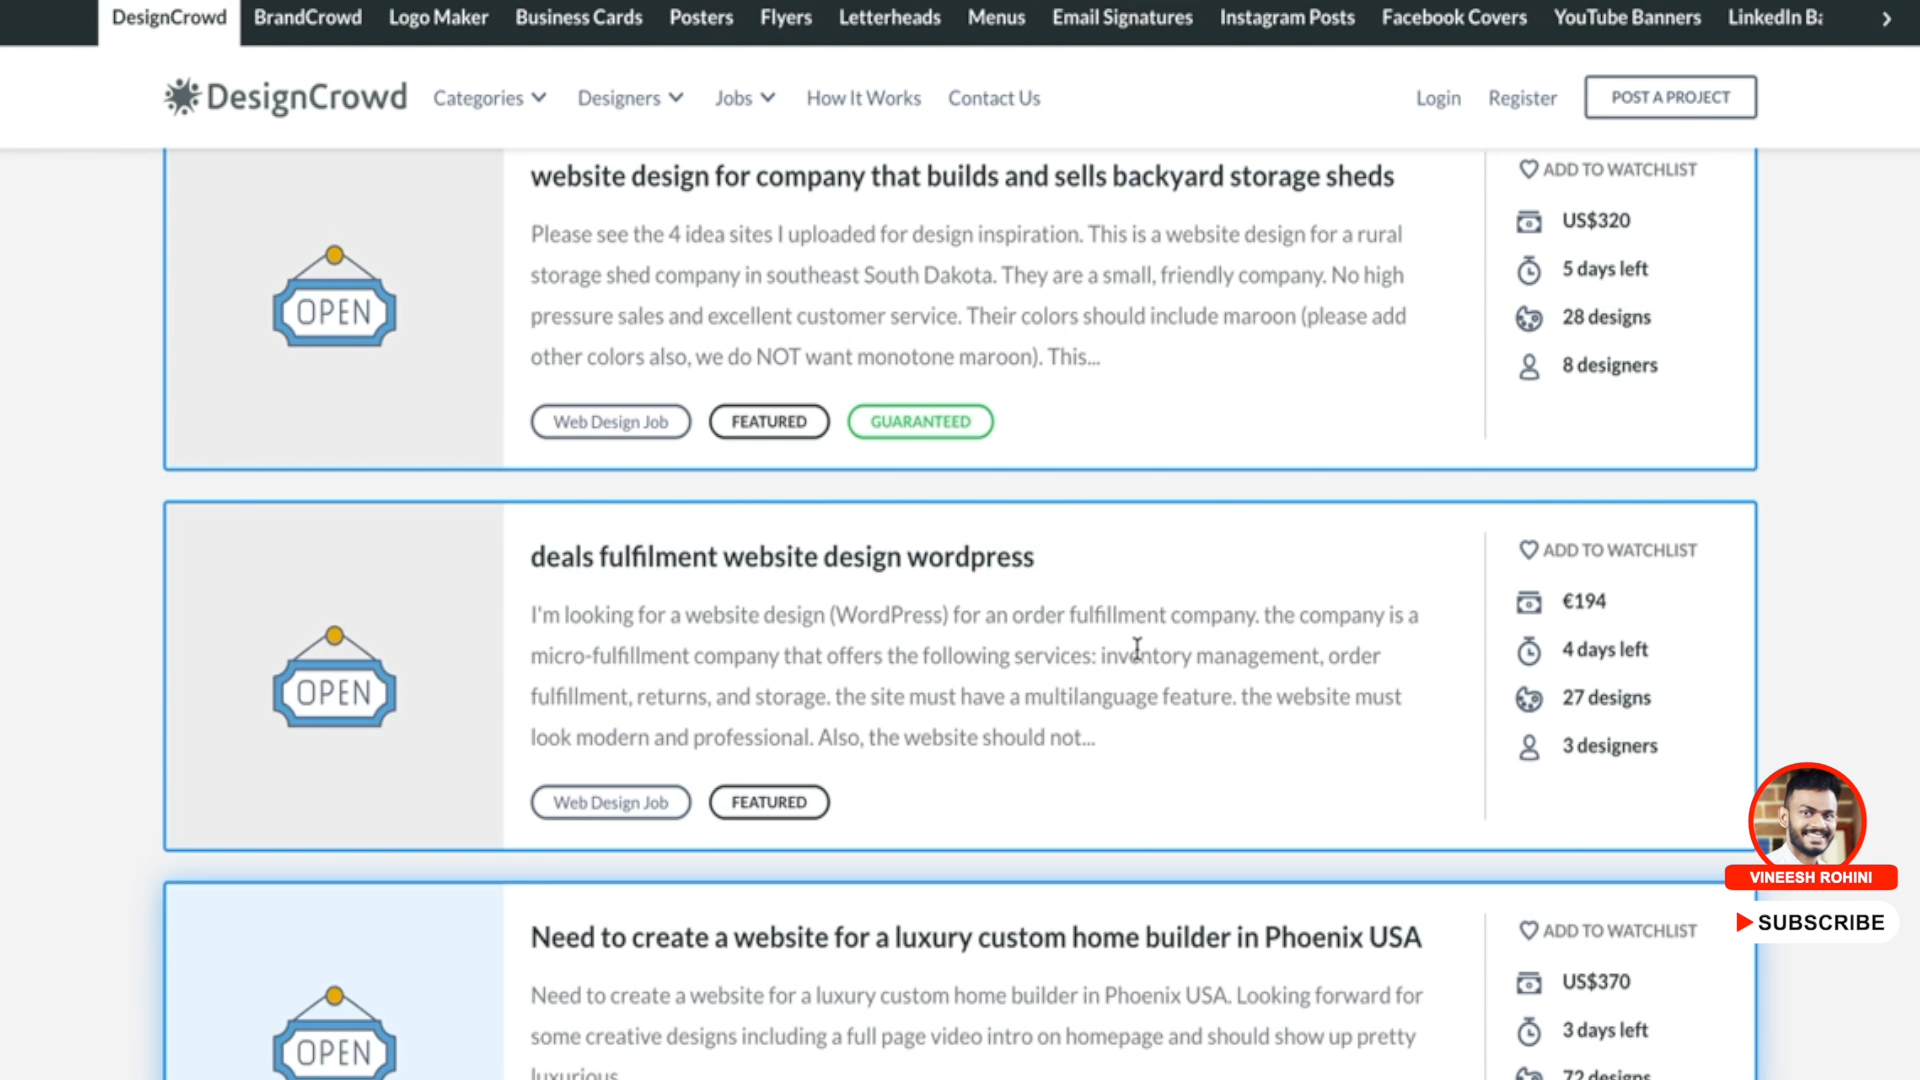 DesignCrowd BrandCrowd Logo Maker Business Cards Posters Flyers Letterheads Menus Email Signatures Instagram Posts Facebook Covers YouTube Banners LinkedIn
DesignCrowd Categories Designers Jobs How It Works Contact Us Login Register POST A PROJECT
website design for company that builds and sells backyard storage sheds
Please see the 4 idea sites I uploaded for design inspiration. This is a website design for a rural
storage shed company in southeast South Dakota. They are a small, friendly company. No high
pressure sales and excellent customer service. Their colors should include maroon (please add
other colors also, we do NOT want monotone maroon). This...
Web Design Job FEATURED GUARANTEED
OPEN
ADD TO WATCHLIST
US$320
5 days left
28 designs
8 designers
deals fulfilment website design wordpress
I'm looking for a website design (WordPress) for an order fulfillment company. the company is a
micro-fulfillment company that offers the following services: inventory management, order
fulfillment, returns, and storage. the site must have a multilanguage feature. the website must
look modern and professional. Also, the website should not...
Web Design Job FEATURED
OPEN
ADD TO WATCHLIST
€194
4 days left
27 designs
3 designers
Need to create a website for a luxury custom home builder in Phoenix USA
Need to create a website for a luxury custom home builder in Phoenix USA. Looking forward for
some creative designs including a full page video intro on homepage and should show up pretty
luxurious
OPEN
ADD TO WATCHLIST
US$370
3 days left
72 designs
VINEESH ROHINI
SUBSCRIBE